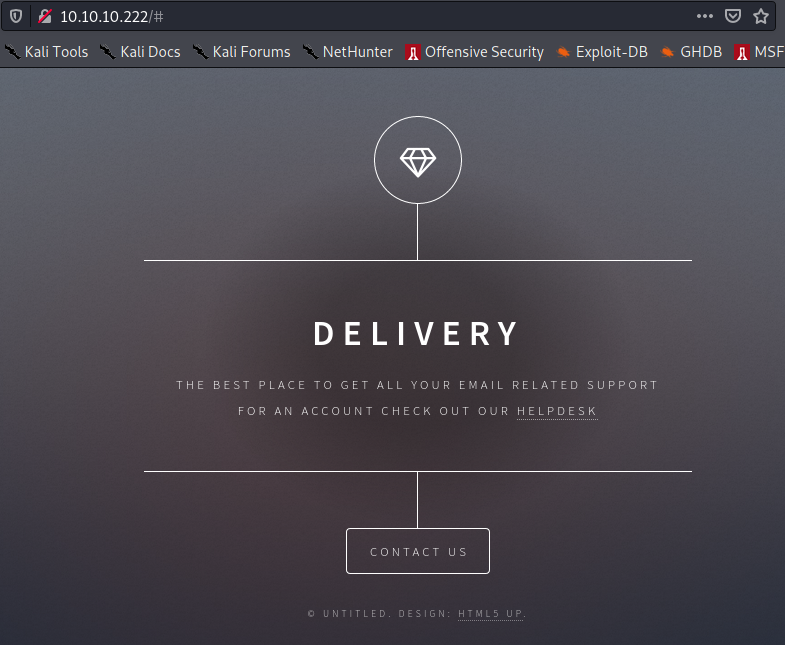 10.10.10.222/#
Kali Tools Kali Docs Kali Forums NetHunter Offensive Security Exploit-DB GHDB MSF
DELIVERY
THE BEST PLACE TO GET ALL YOUR EMAIL RELATED SUPPORT
FOR AN ACCOUNT CHECK OUT OUR HELPDESK
CONTACT US
© UNTITLED. DESIGN: HTML5 UP.